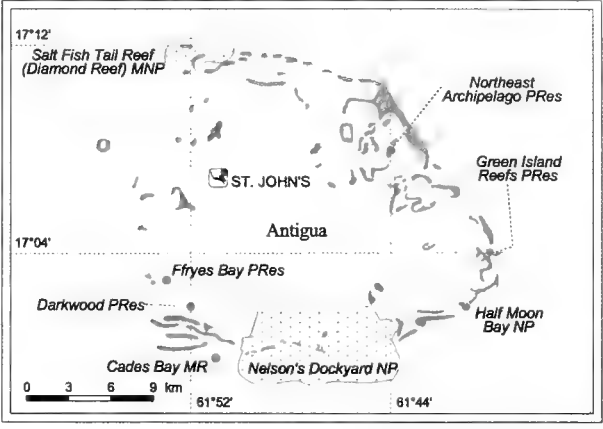 17°12'
Salt Fish Tail Reef
(Diamond Reef) MNP
Northeast
Archipelago PRes
Green Island
Reefs PRes
ST. JOHN'S
Antigua
17°04'
Ffryes Bay PRes
Darkwood PRes
Half Moon
Bay NP
Cades Bay MR
Nelson's Dockyard NP
0 3 6 9 km
61°52' 61°44'